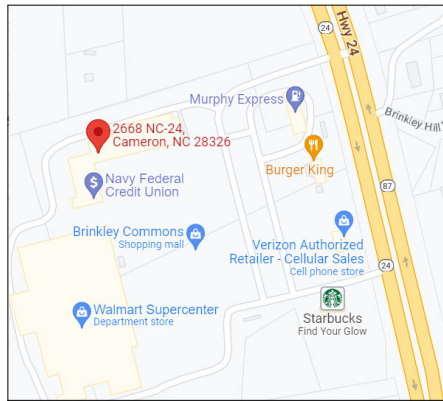 24
Hwy 24
Murphy Express
2668 NC-24,
Cameron, NC 28326
Brinkley Hill
Burger King
Navy Federal
Credit Union
87
$
Brinkley Commons
Shopping mall
Verizon Authorized
Retailer - Cellular Sales
Cell phone store
24
Walmart Supercenter
Department store
Starbucks
Find Your Glow